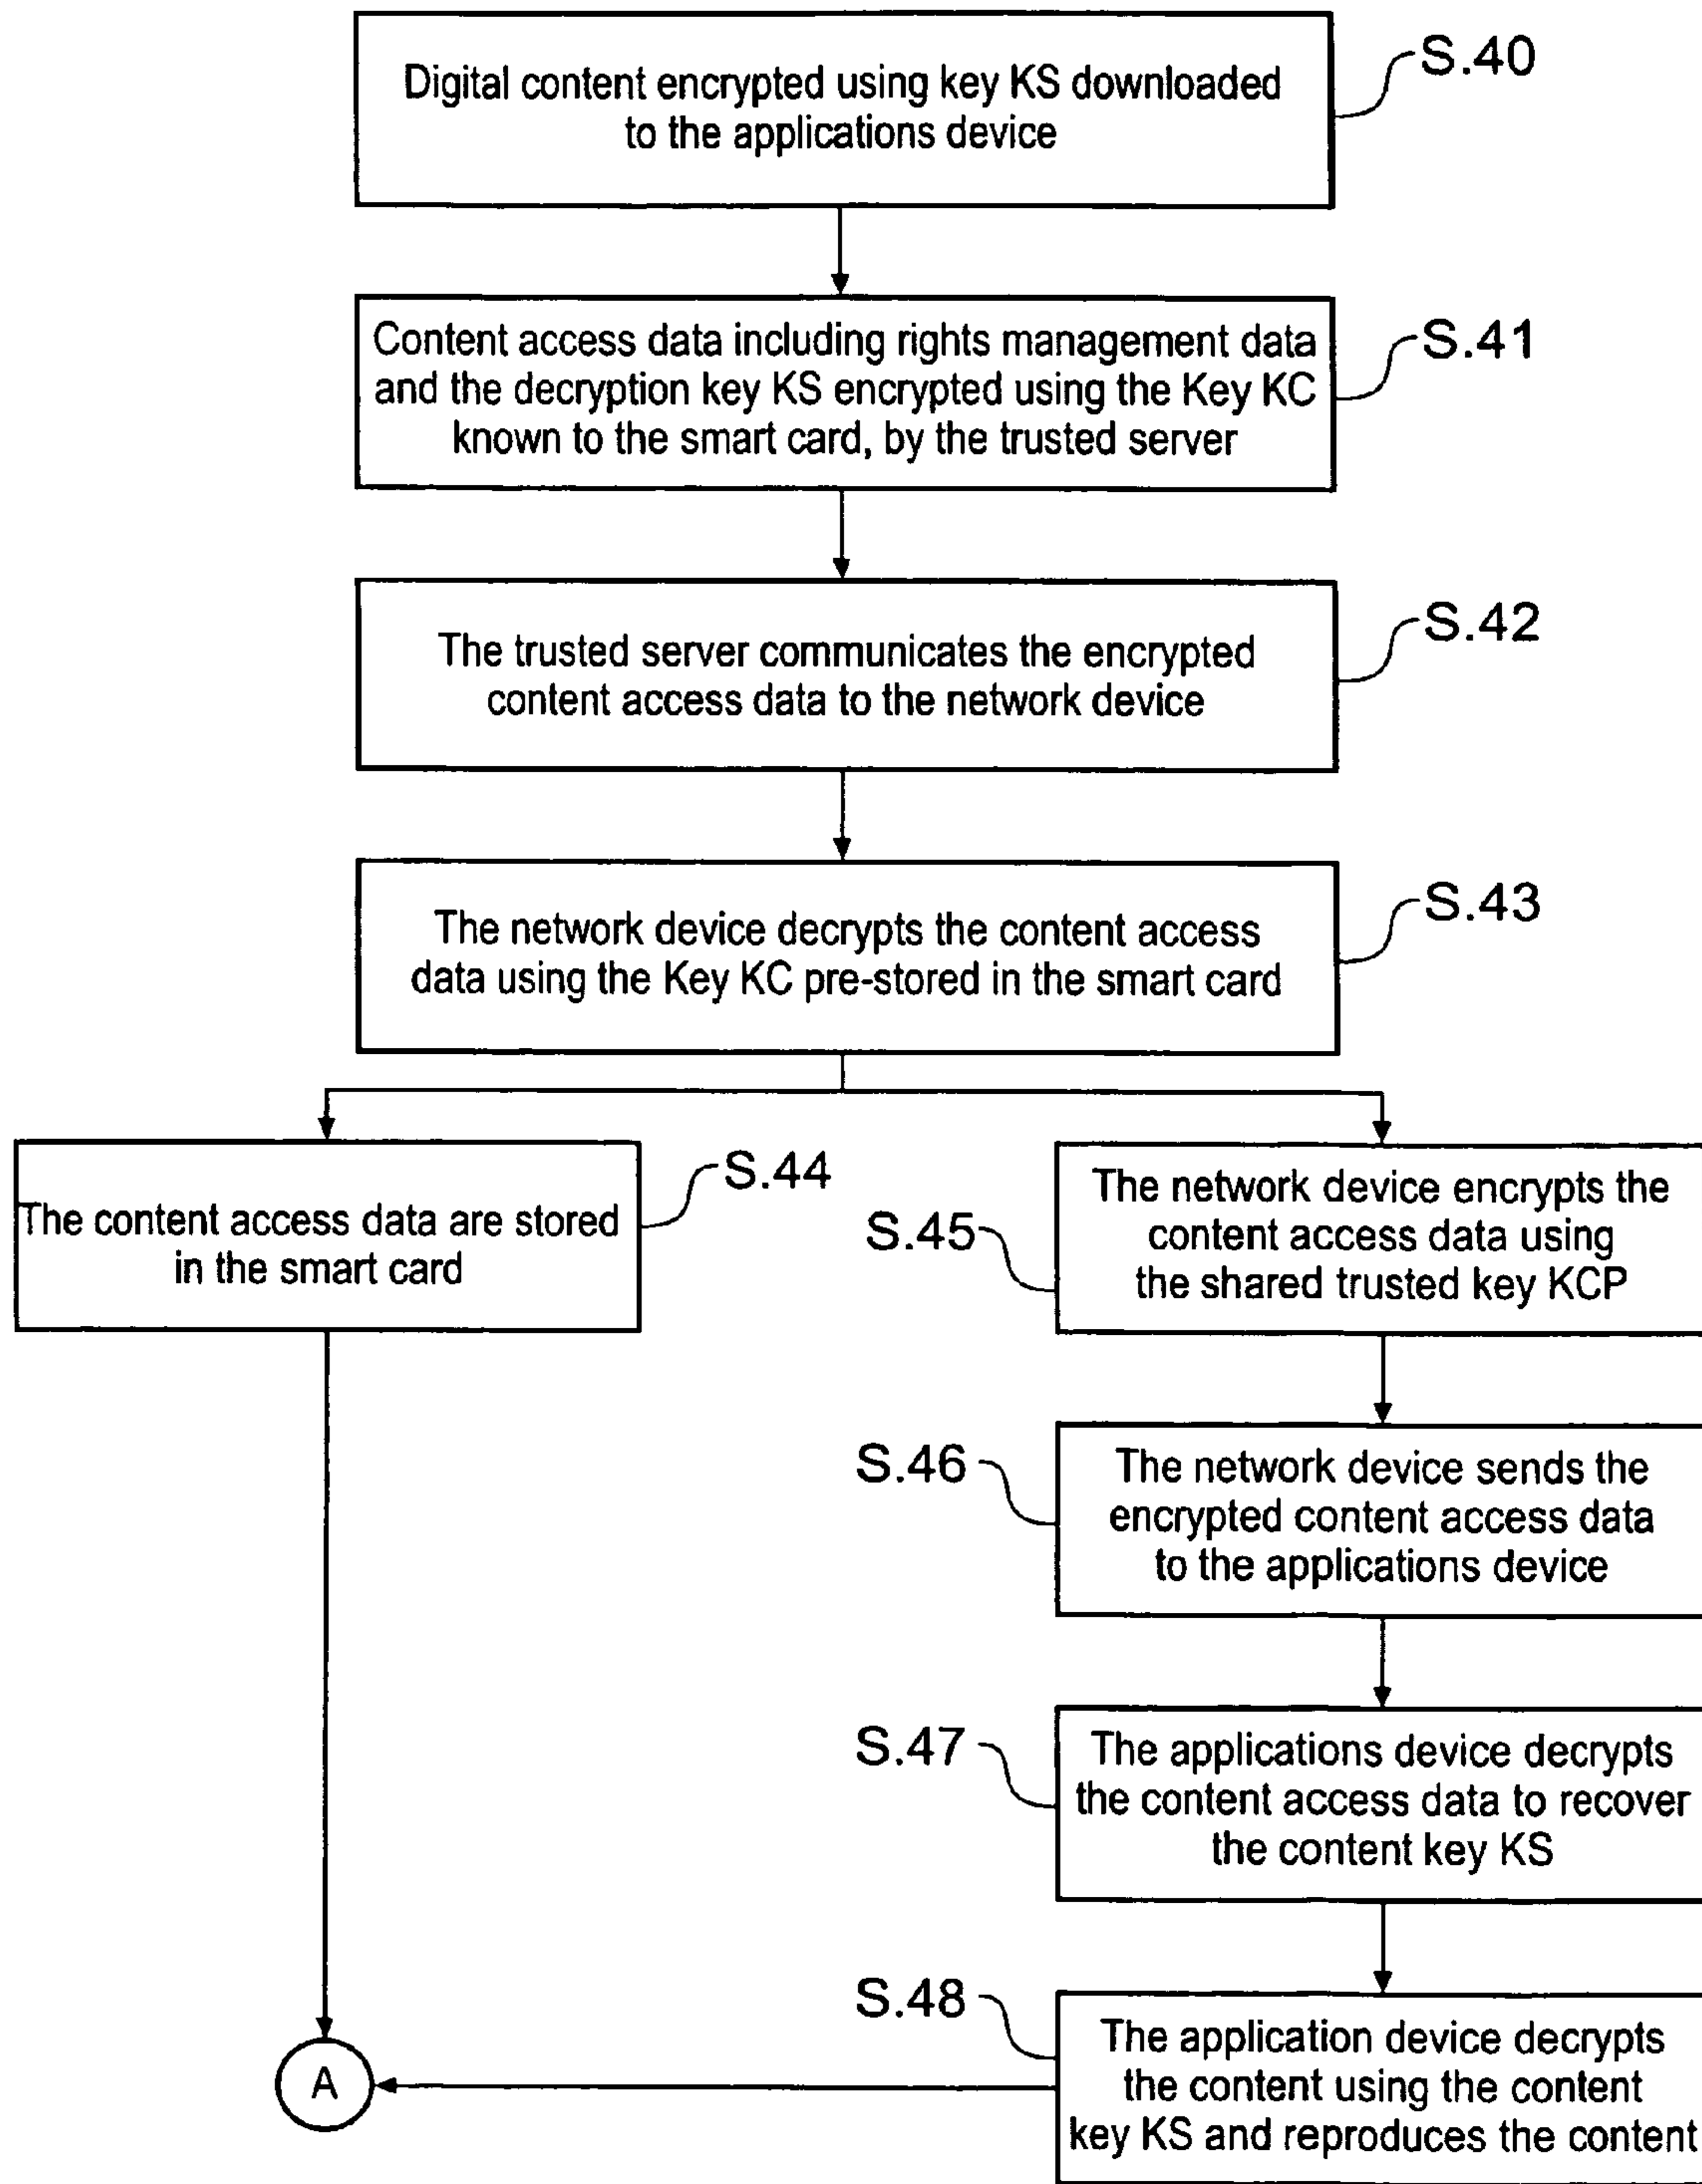 Digital content encrypted using key KS downloaded
to the applications device
S.40
Content access data including rights management data
and the decryption key KS encrypted using the Key KC
known to the smart card, by the trusted server
S.41
The trusted server communicates the encrypted
content access data to the network device
S.42
The network device decrypts the content access
data using the Key KC pre-stored in the smart card
S.43
The content access data are stored
in the smart card
S.44
The network device encrypts the
content access data using
the shared trusted key KCP
S.45
The network device sends the
encrypted content access data
to the applications device
S.46
The applications device decrypts
the content access data to recover
the content key KS
S.47
The application device decrypts
the content using the content
key KS and reproduces the content
S.48
A